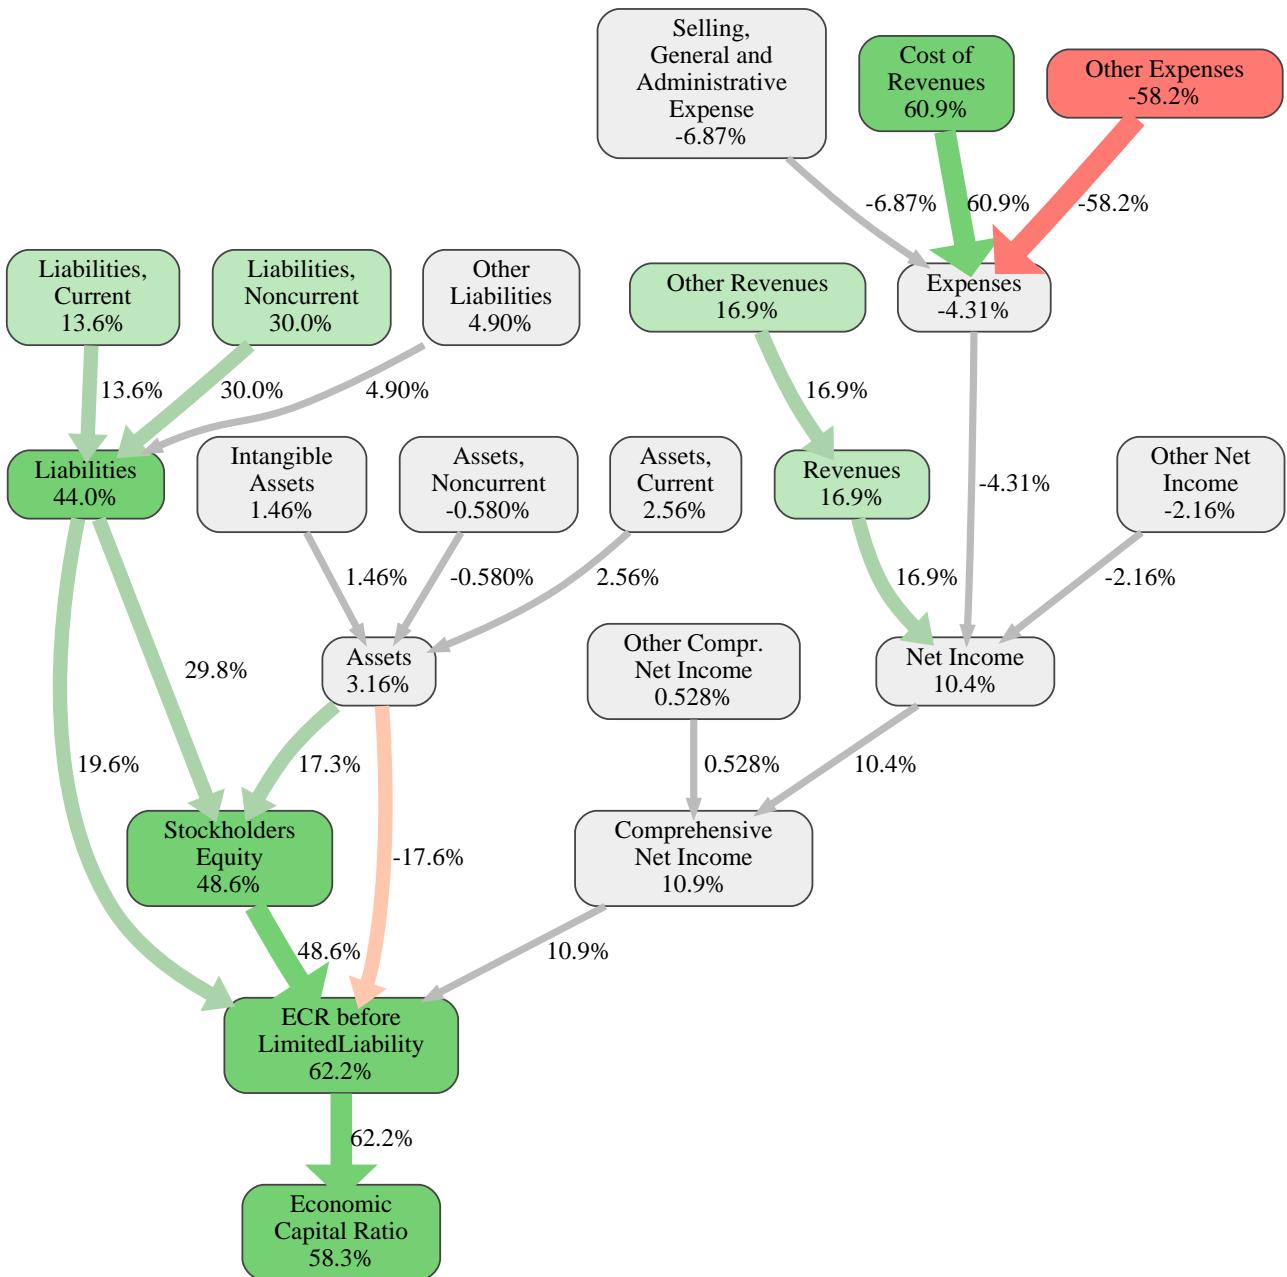 Selling,
General and
Administrative
Expense
-6.87%
Cost of
Revenues
60.9%
Other Expenses
-58.2%
-6.87%
60.9%
-58.2%
Liabilities,
Current
13.6%
Liabilities,
Noncurrent
30.0%
Other
Liabilities
4.90%
Other Revenues
16.9%
Expenses
-4.31%
13.6%
30.0%
4.90%
16.9%
Liabilities
44.0%
Intangible
Assets
1.46%
Assets,
Noncurrent
-0.580%
Assets,
Current
2.56%
Revenues
16.9%
-4.31%
Other Net
Income
-2.16%
1.46%
-0.580%
2.56%
16.9%
-2.16%
29.8%
Assets
3.16%
Other Compr.
Net Income
0.528%
Net Income
10.4%
19.6%
17.3%
0.528%
10.4%
Stockholders
Equity
48.6%
-17.6%
Comprehensive
Net Income
10.9%
48.6%
10.9%
ECR before
LimitedLiability
62.2%
62.2%
Economic
Capital Ratio
58.3%